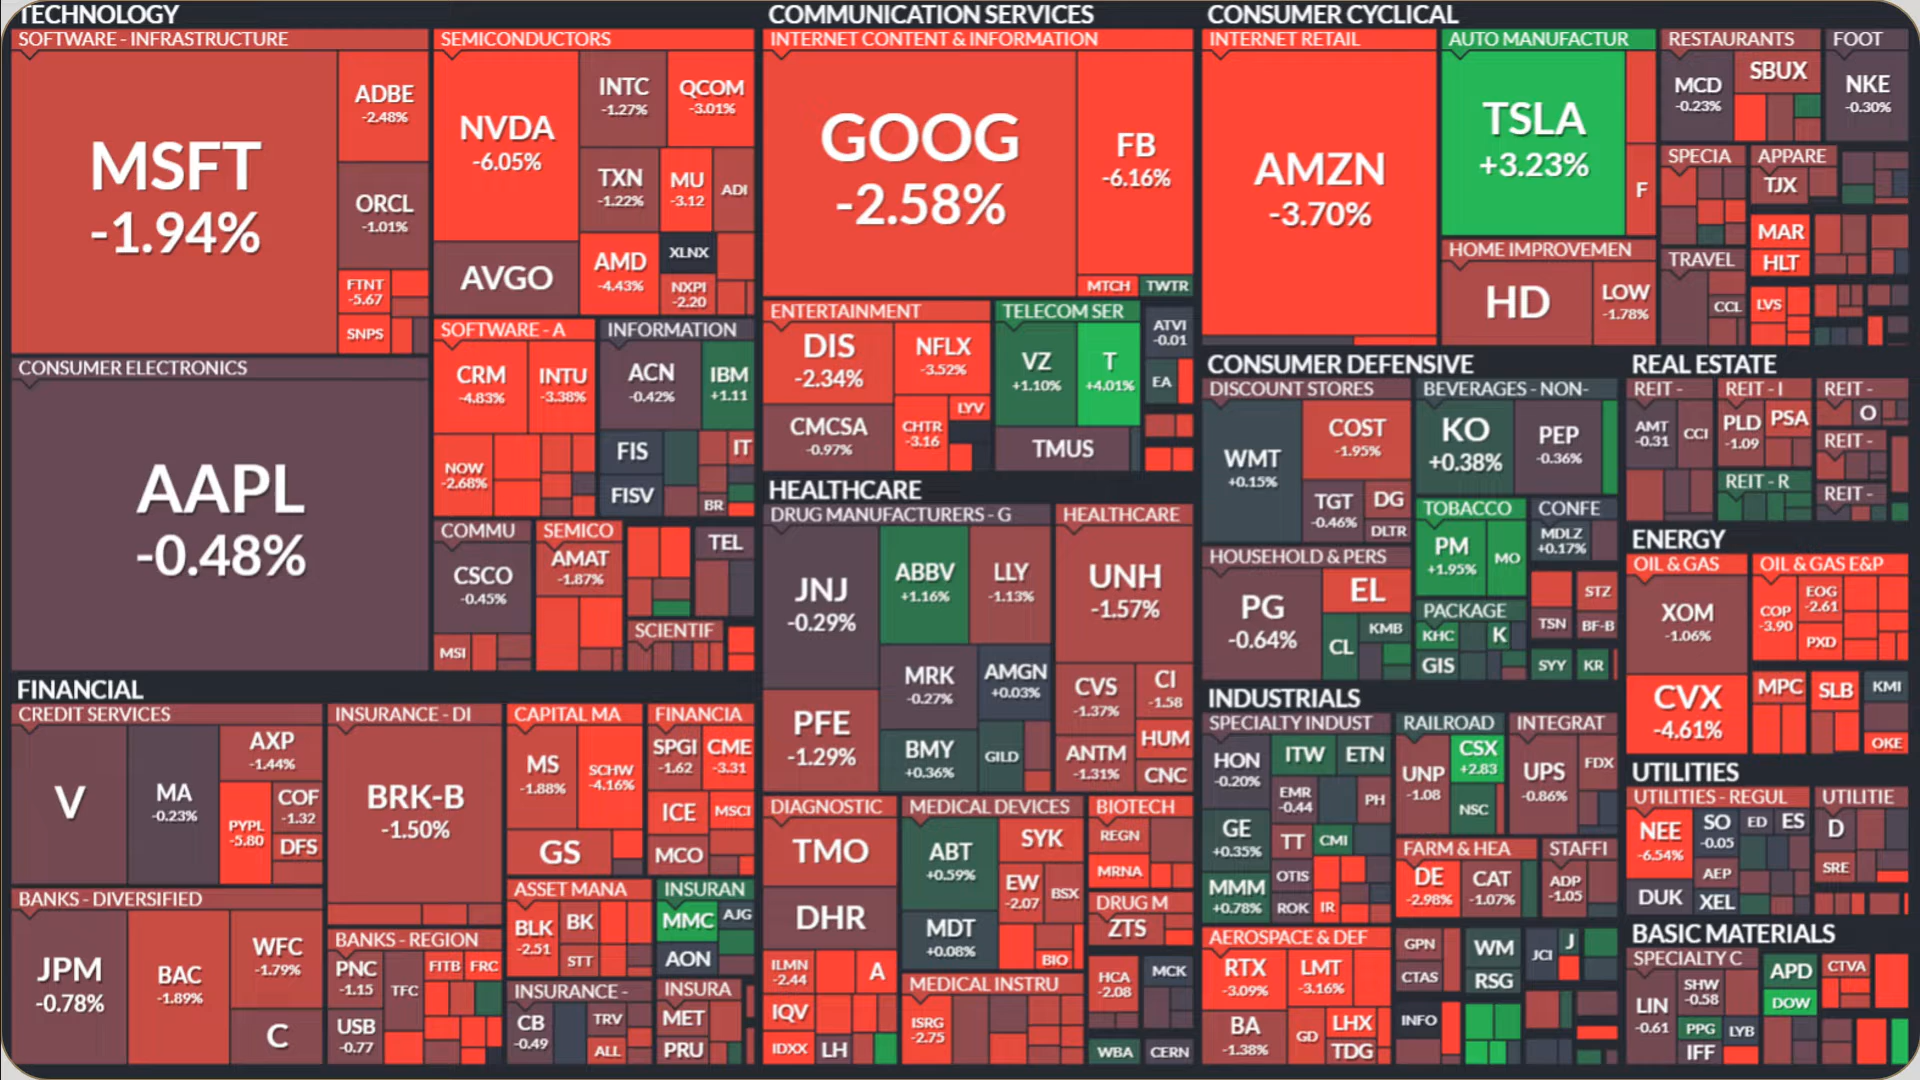 TECHNOLOGY
SOFTWARE - INFRASTRUCTURE
MSFT
-1.94%
ADBE
-2.48%
ORCL
-1.01%
FTNT
-5.67
SNPS
SEMICONDUCTORS
NVDA
-6.05%
INTC
-1.27%
QCOM
-3.01%
TXN
-1.22%
MU
-3.12
ADI
AVGO
AMD
-4.43%
XLNX
NXPI
-2.20
CONSUMER ELECTRONICS
AAPL
-0.48%
SOFTWARE - A
CRM
-4.83%
INTU
-3.38%
NOW
-2.68%
INFORMATION
ACN
-0.42%
IBM
+1.11
FIS
IT
FISV
BR
COMMU
CSCO
-0.45%
MSI
SEMICO
AMAT
-1.87%
TEL
SCIENTIF
COMMUNICATION SERVICES
INTERNET CONTENT & INFORMATION
GOOG
-2.58%
FB
-6.16%
MTCH
TWTR
ENTERTAINMENT
DIS
-2.34%
NFLX
-3.52%
CMCSA
-0.97%
CHTR
-3.16
LYV
TELECOM SER
VZ
+1.10%
T
+4.01%
TMUS
ATVI
-0.01
EA
CONSUMER CYCLICAL
INTERNET RETAIL
AMZN
-3.70%
AUTO MANUFACTUR
TSLA
+3.23%
F
HOME IMPROVEMEN
HD
LOW
-1.78%
RESTAURANTS
MCD
-0.23%
SBUX
FOOT
NKE
-0.30%
SPECIA
APPARE
TJX
MAR
HLT
TRAVEL
CCL
LVS
FINANCIAL
CREDIT SERVICES
V
MA
-0.23%
AXP
-1.44%
PYPL
-5.80
COF
-1.32
DFS
BANKS - DIVERSIFIED
JPM
-0.78%
BAC
-1.89%
WFC
-1.79%
C
INSURANCE - DI
BRK-B
-1.50%
BANKS - REGION
PNC
-1.15
TFC
FITB
FRC
USB
-0.77
CAPITAL MA
MS
-1.88%
SCHW
-4.16%
GS
FINANCIA
SPGI
-1.62
CME
-3.31
ICE
MSCI
MCO
ASSET MANA
BLK
-2.51
BK
STT
INSURAN
MMC
AJG
AON
INSURANCE -
CB
-0.49
TRV
ALL
INSURA
MET
PRU
HEALTHCARE
DRUG MANUFACTURERS - G
JNJ
-0.29%
ABBV
+1.16%
LLY
-1.13%
PFE
-1.29%
MRK
-0.27%
AMGN
+0.03%
BMY
+0.36%
GILD
HEALTHCARE
UNH
-1.57%
CVS
-1.37%
CI
-1.58
ANTM
-1.31%
HUM
CNC
DIAGNOSTIC
TMO
DHR
ILMN
-2.44
A
IQV
IDXX
LH
MEDICAL DEVICES
ABT
+0.59%
SYK
EW
-2.07
BSX
MDT
+0.08%
BIO
MEDICAL INSTRU
ISRG
-2.75
BIOTECH
REGN
MRNA
DRUG M
ZTS
HCA
-2.08
MCK
WBA
CERN
CONSUMER DEFENSIVE
DISCOUNT STORES
WMT
+0.15%
COST
-1.95%
TGT
-0.46%
DG
DLTR
BEVERAGES - NON-
KO
+0.38%
PEP
-0.36%
HOUSEHOLD & PERS
PG
-0.64%
EL
CL
KMB
TOBACCO
PM
+1.95%
MO
CONFE
MDLZ
+0.17%
PACKAGE
KHC
K
GIS
STZ
TSN
BF-B
SYY
KR
REAL ESTATE
REIT -
AMT
-0.31
CCI
REIT - I
PLD
-1.09
PSA
REIT -
O
REIT -
REIT - R
REIT -
ENERGY
OIL & GAS
XOM
-1.06%
CVX
-4.61%
OIL & GAS E&P
COP
-3.90
EOG
-2.61
PXD
MPC
SLB
KMI
OKE
INDUSTRIALS
SPECIALTY INDUST
HON
-0.20%
ITW
ETN
EMR
-0.44
PH
GE
+0.35%
TT
CMI
OTIS
MMM
+0.78%
ROK
IR
RAILROAD
UNP
-1.08
CSX
+2.83
NSC
INTEGRAT
UPS
-0.86%
FDX
FARM & HEA
DE
-2.98%
CAT
-1.07%
STAFFI
ADP
-1.05
AEROSPACE & DEF
RTX
-3.09%
LMT
-3.16%
BA
-1.38%
GD
LHX
TDG
GPN
CTAS
WM
RSG
JCI
J
INFO
UTILITIES
UTILITIES - REGUL
NEE
-6.54%
SO
-0.05
ED
ES
AEP
DUK
XEL
UTILITIE
D
SRE
BASIC MATERIALS
SPECIALTY C
LIN
-0.61
SHW
-0.58
APD
DOW
CTVA
PPG
LYB
IFF